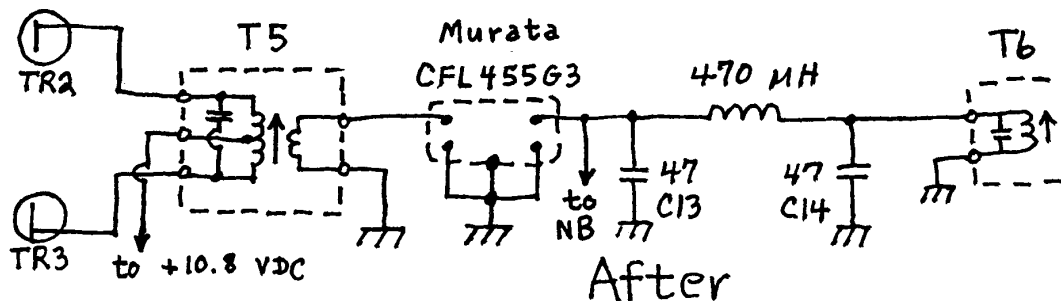 T5
Murata
CFL455G3
470 μH
T6
TR2
TR3
to +10.8 VDC
to
NB
47
C13
47
C14
After